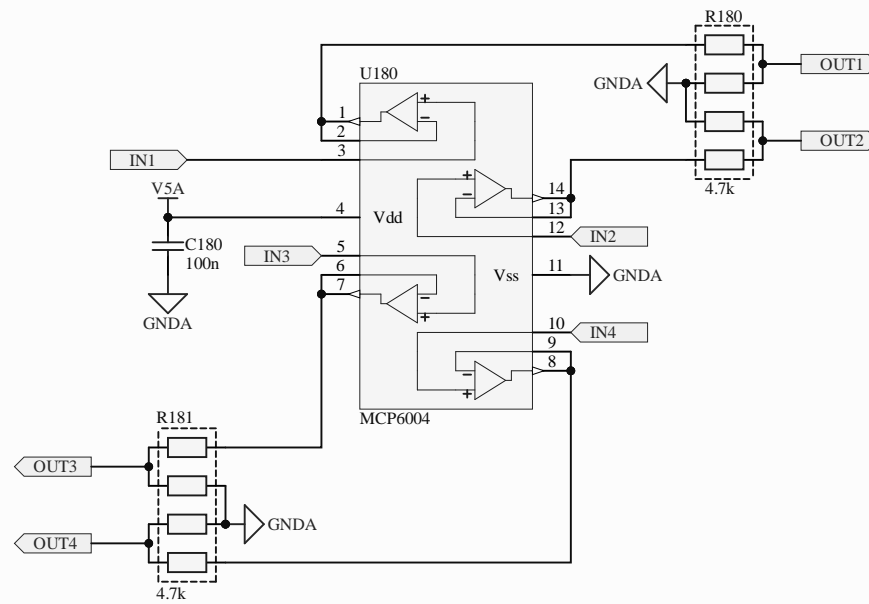 R180
U180
OUT1
GNDA
1
2
OUT2
IN1
3
4.7k
14
13
V5A
4
Vdd
12
IN2
C180
100n
IN3
5
6
Vss
11
GNDA
7
GNDA
10
IN4
9
8
MCP6004
R181
OUT3
GNDA
OUT4
4.7k